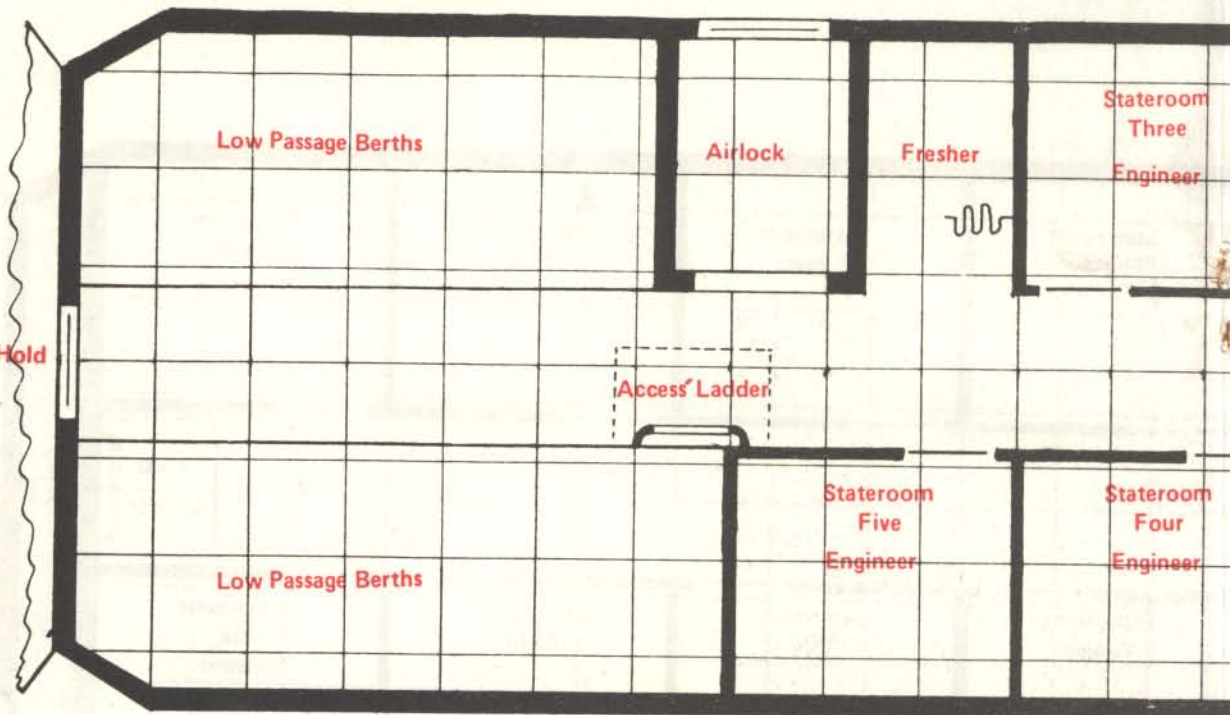 Low Passage Berths
Airlock
Fresher
Stateroom
Three
Engineer
Hold
Access Ladder
Stateroom
Five
Engineer
Stateroom
Four
Engineer
Low Passage Berths